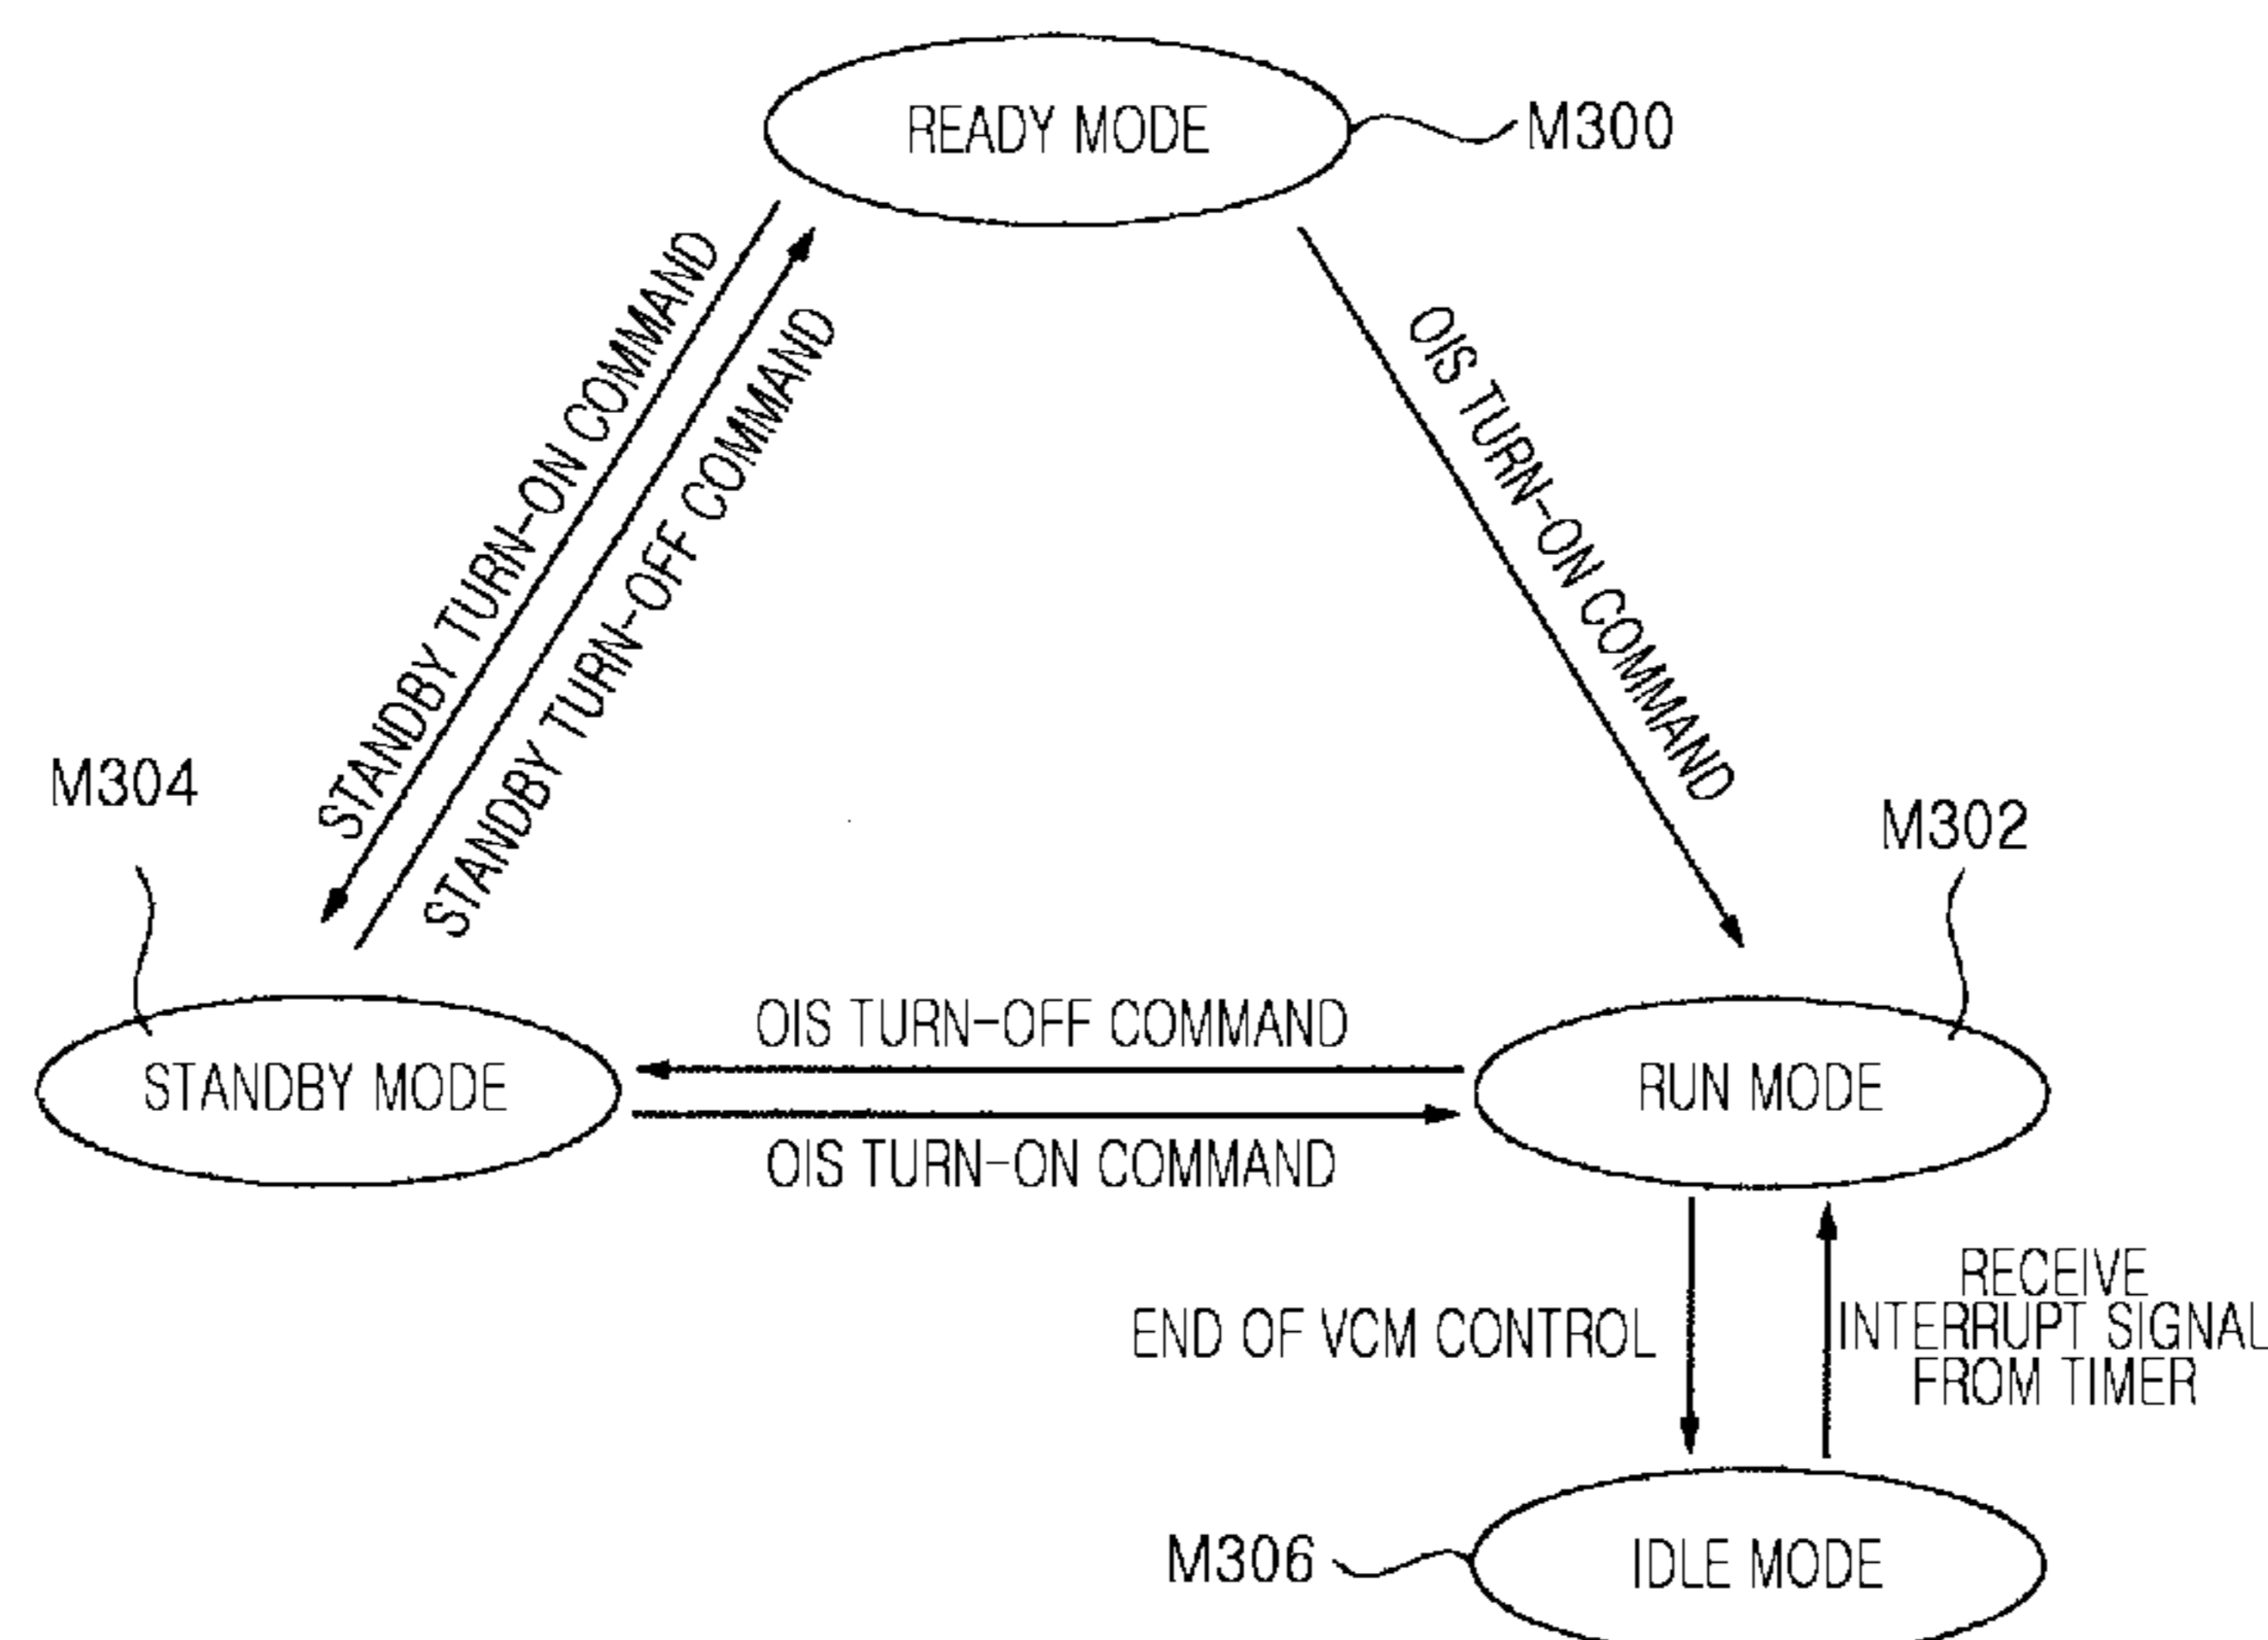 READY MODE
M300
STANDBY TURN-ON COMMAND
STANDBY TURN-OFF COMMAND
OIS TURN-ON COMMAND
M304
M302
STANDBY MODE
OIS TURN-OFF COMMAND
OIS TURN-ON COMMAND
RUN MODE
END OF VCM CONTROL
RECEIVE
INTERRUPT SIGNAL
FROM TIMER
M306
IDLE MODE